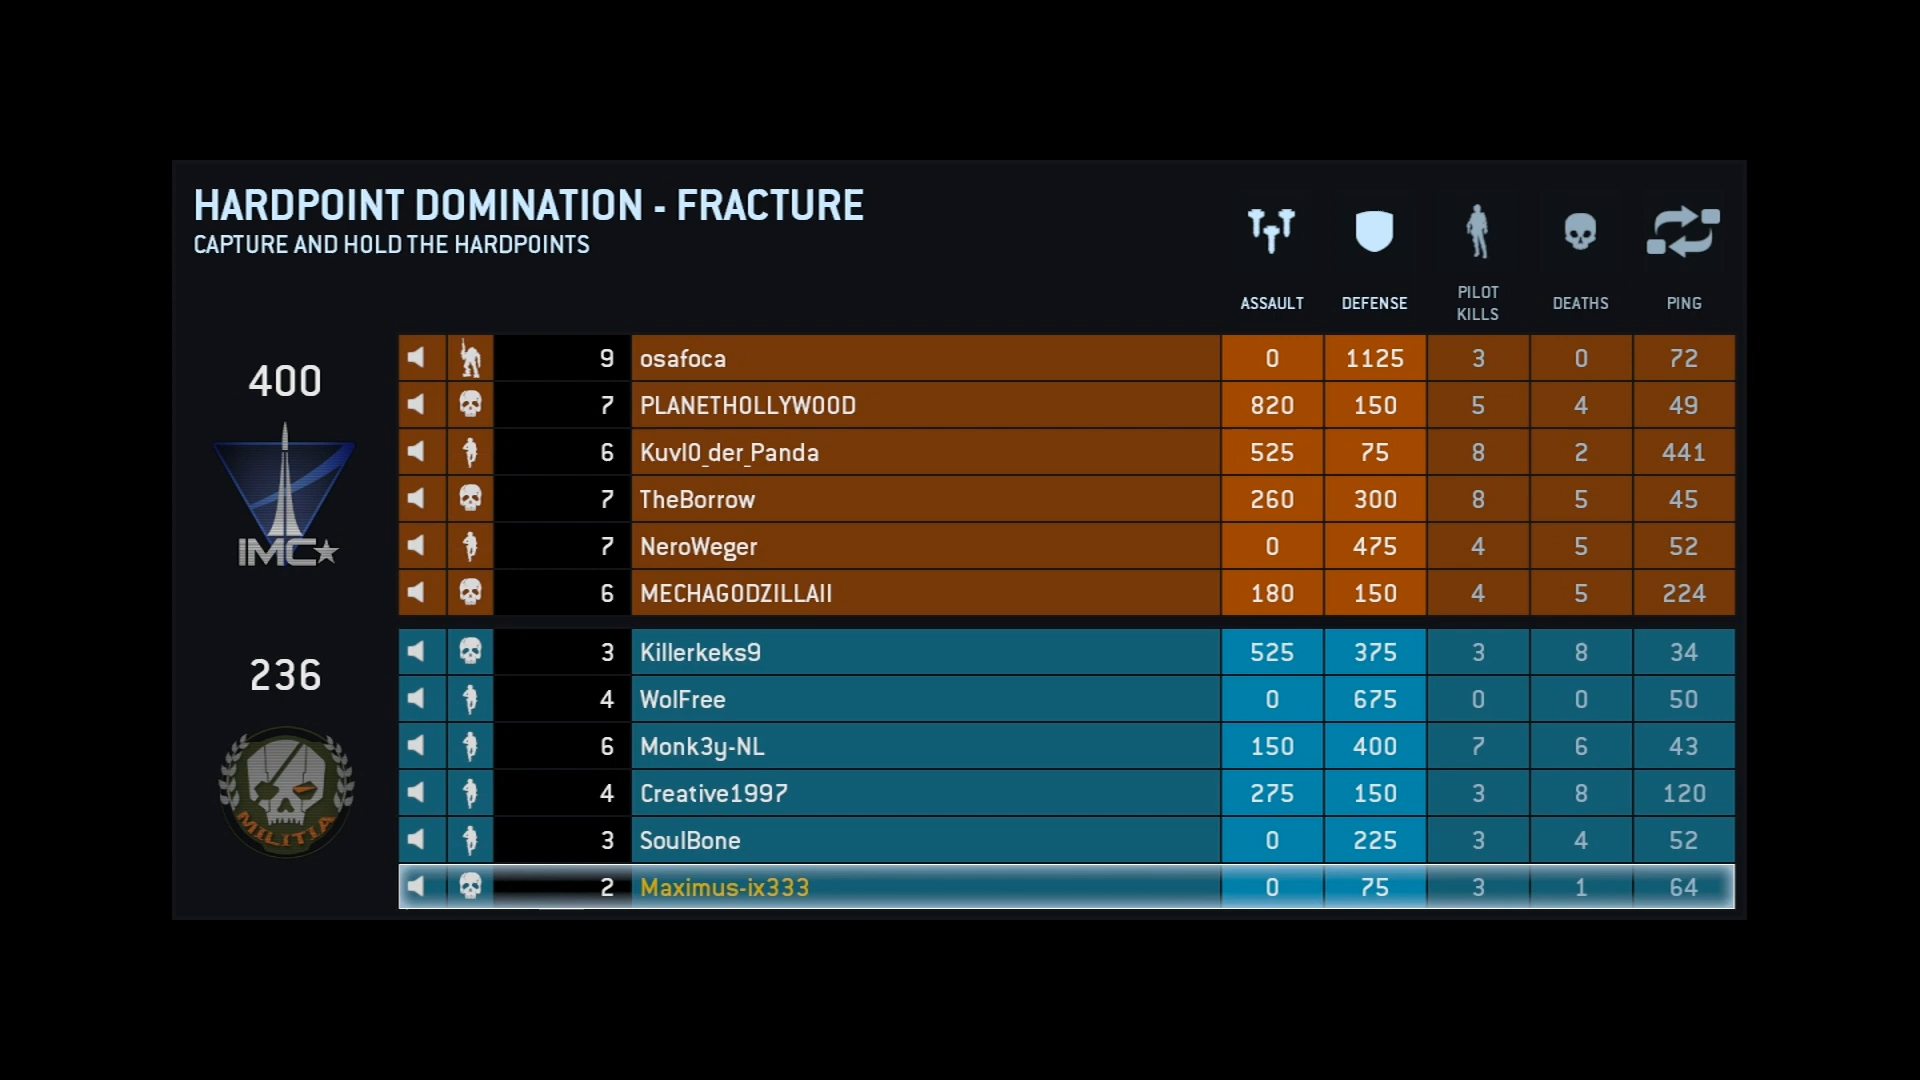 HARDPOINT DOMINATION - FRACTURE
CAPTURE AND HOLD THE HARDPOINTS
ASSAULT DEFENSE PILOT KILLS DEATHS PING
400
IMC
9 osafoca 0 1125 3 0 72
7 PLANETHOLLYWOOD 820 150 5 4 49
6 Kuvl0_der_Panda 525 75 8 2 441
7 TheBorrow 260 300 8 5 45
7 NeroWeger 0 475 4 5 52
6 MECHAGODZILLAII 180 150 4 5 224
236
MILITIA
3 Killerkeks9 525 375 3 8 34
4 WolFree 0 675 0 0 50
6 Monk3y-NL 150 400 7 6 43
4 Creative1997 275 150 3 8 120
3 SoulBone 0 225 3 4 52
2 Maximus-ix333 0 75 3 1 64